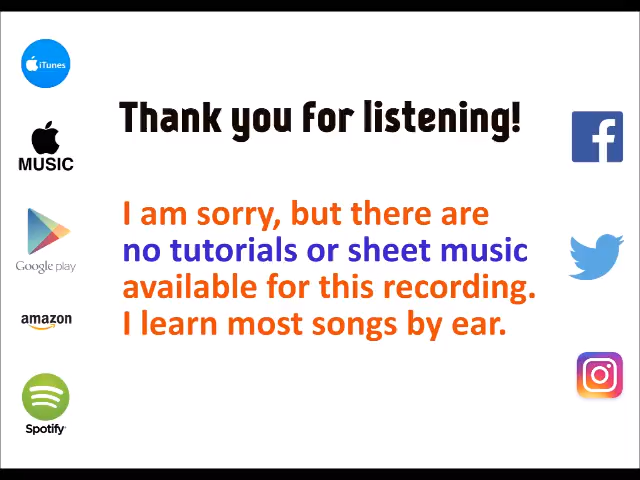 iTunes
Thank you for listening!
MUSIC
I am sorry, but there are
no tutorials or sheet music
available for this recording.
I learn most songs by ear.
Google play
amazon
Spotify